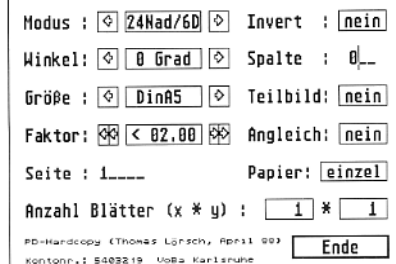 Modus : 24Nad/6D Invert : nein
Winkel: 0 Grad Spalte : 0__
Größe : DinA5 Teilbild: nein
Faktor: < 02.00 Angleich: nein
Seite : 1____ Papier: einzel
Anzahl Blätter (x * y) : 1 * 1
PD-Hardcopy (Thomas Lörsch, April 88)
Ende
Kontonr.: 5403219 VoBa Karlsruhe